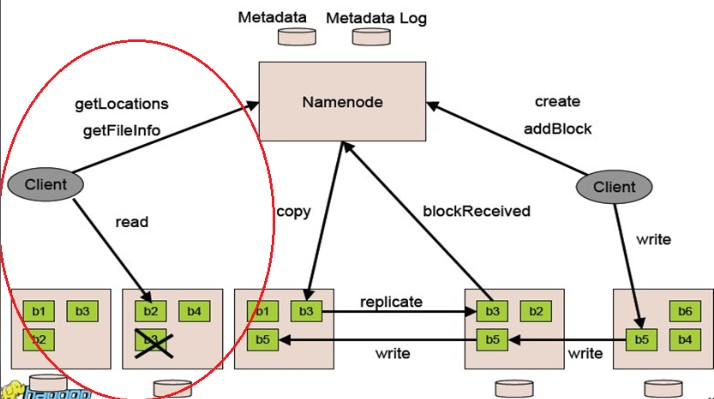 Metadata
Metadata Log
Namenode
getLocations
getFileInfo
create
addBlock
Client
Client
read
copy
blockReceived
write
b1 b3
b2
b2 b4
b3
b1 b3
b5
replicate
write
b3 b2
b5
write
b6
b5 b4